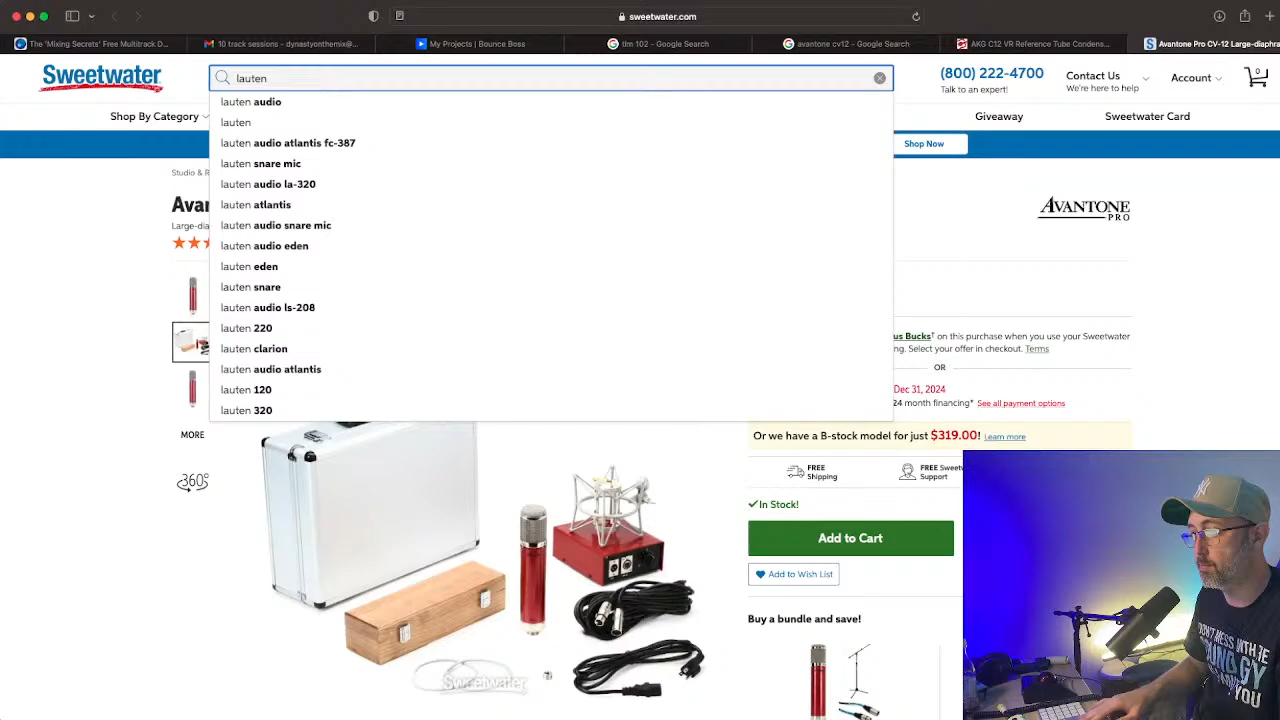 sweetwater.com
The 'Mixing Secrets' Free Multitrack D...
10 track sessions - dynastyonthemix@...
My Projects | Bounce Boss
tlm 102 - Google Search
avantone cv12 - Google Search
AKG C12 VR Reference Tube Condens...
Avantone Pro CV-12 Large-diaphra
Sweetwater
lauten
(800) 222-4700
Talk to an expert!
Contact Us
We're here to help
Account
0
Shop By Category
Giveaway
Sweetwater Card
Shop Now
lauten audio
lauten
lauten audio atlantis fc-387
lauten snare mic
lauten audio la-320
lauten atlantis
lauten audio snare mic
lauten audio eden
lauten eden
lauten snare
lauten audio ls-208
lauten 220
lauten clarion
lauten audio atlantis
lauten 120
lauten 320
Studio & R
Avan
Large-dia
AVANTONE
PRO
us Bucks† on this purchase when you use your Sweetwater
ng. Select your offer in checkout. Terms
OR
Dec 31, 2024
24 month financing* See all payment options
MORE
360°
Or we have a B-stock model for just $319.00! Learn more
FREE
Shipping
FREE Sweetw
Support
In Stock!
Add to Cart
Add to Wish List
Buy a bundle and save!
Sweetwater